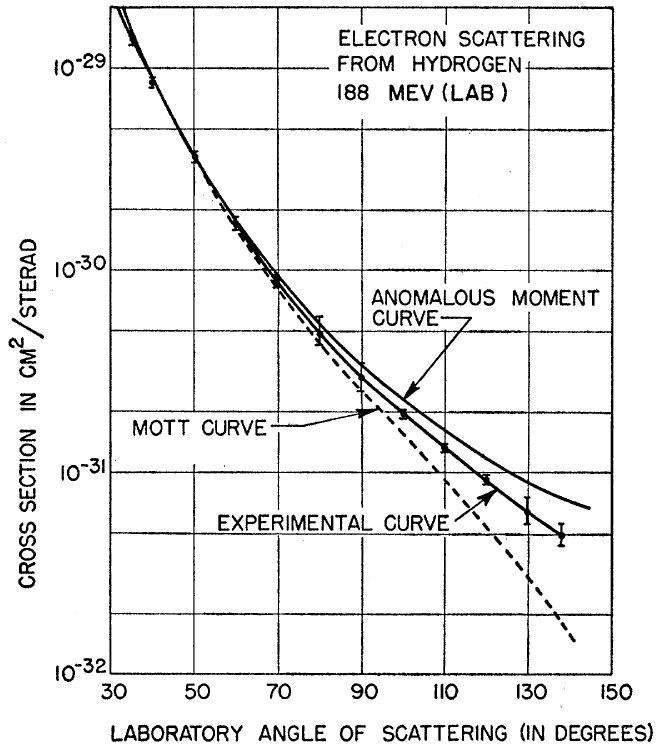 ELECTRON SCATTERING
FROM HYDROGEN
188 MEV (LAB)
10-29
10-30
10-31
10-32
CROSS SECTION IN CM2/STERAD
ANOMALOUS MOMENT
CURVE
MOTT CURVE
EXPERIMENTAL CURVE
30 50 70 90 110 130 150
LABORATORY ANGLE OF SCATTERING (IN DEGREES)